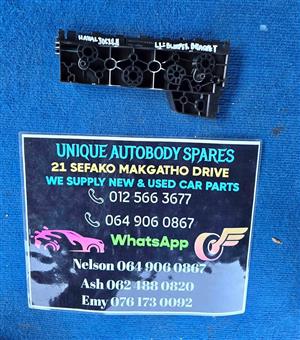 UNIQUE AUTOBODY SPARES
21 SEFAKO MAKGATHO DRIVE
WE SUPPLY NEW & USED CAR PARTS
012 566 3677
064 906 0867
WhatsApp
Nelson 064 906 0867
Ash 062 488 0820
Emy 076 173 0092